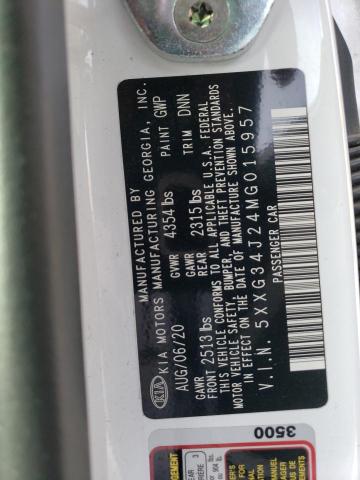 MANUFACTURED BY
KIA KIA MOTORS MANUFACTURING GEORGIA, INC.
AUG/06/20 GVWR 4354 lbs PAINT GWP
GAWR FRONT 2513 lbs GAWR REAR 2315 lbs TRIM DNN
THIS VEHICLE CONFORMS TO ALL APPLICABLE U.S.A. FEDERAL
MOTOR VEHICLE SAFETY, BUMPER, AND THEFT PREVENTION STANDARDS
IN EFFECT ON THE DATE OF MANUFACTURE SHOWN ABOVE.
V.I.N. 5XXG34J24MG015957
PASSENGER CAR
3500